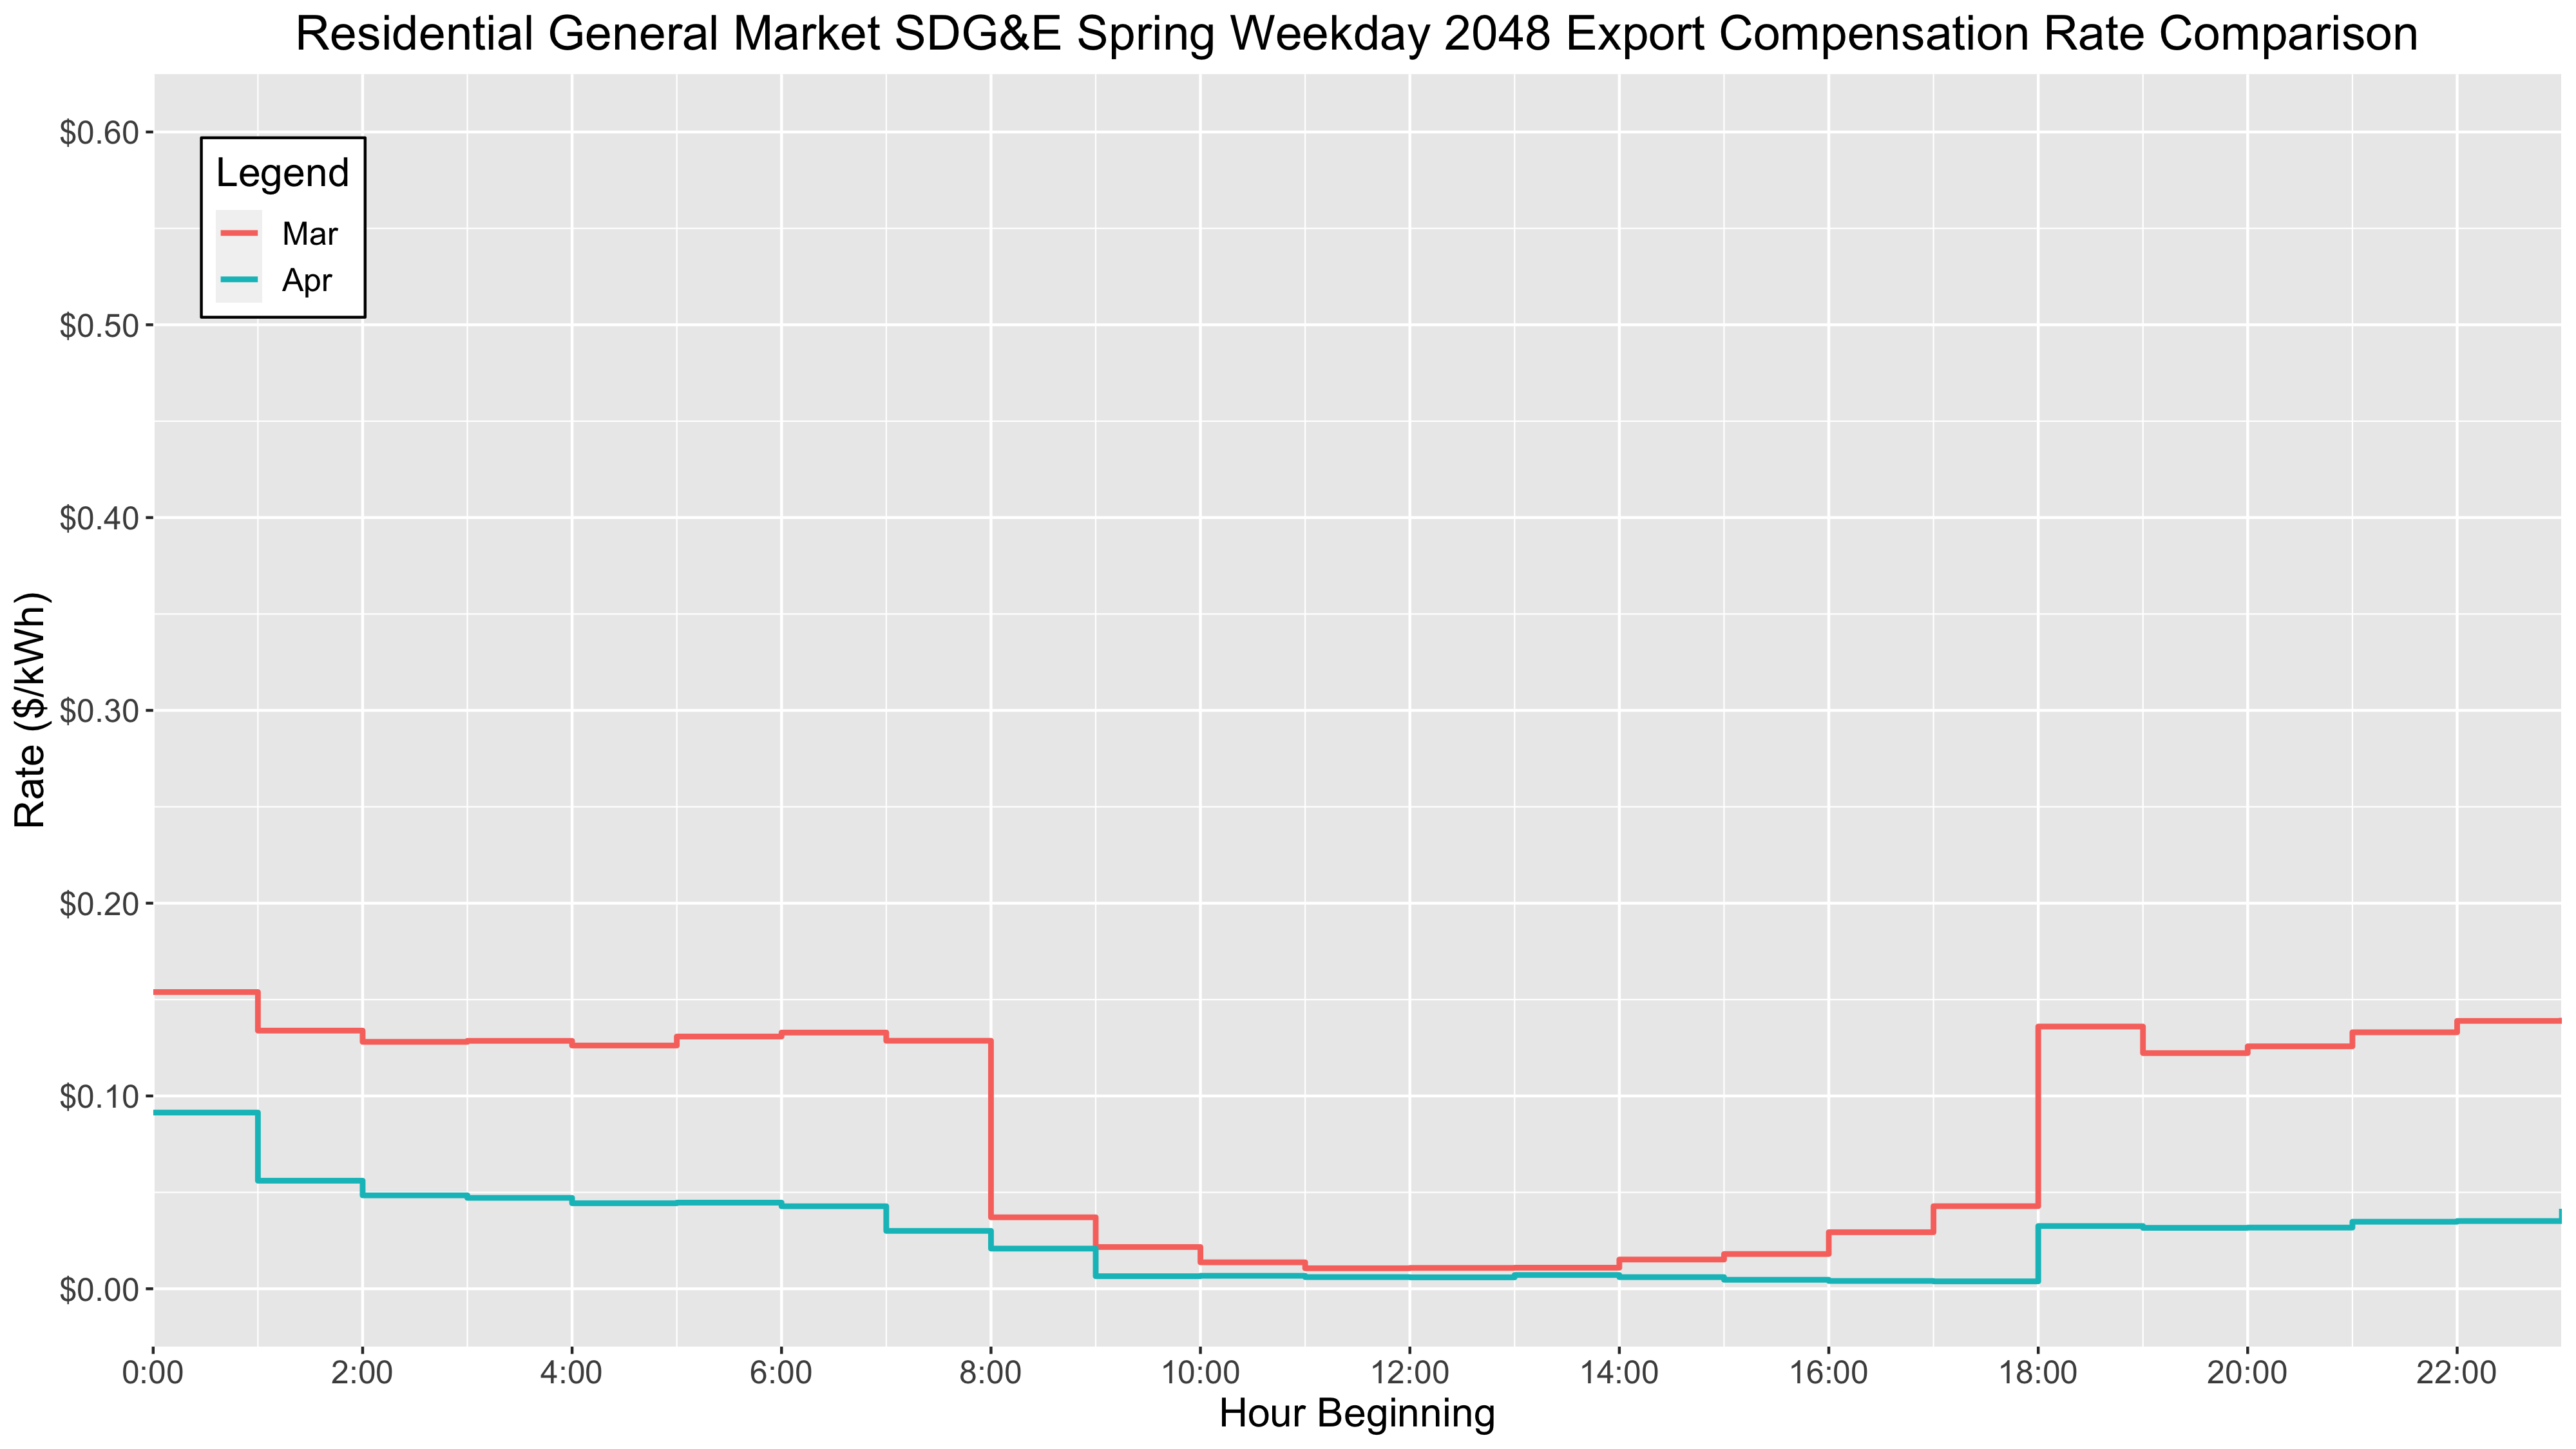 Residential General Market SDG&E Spring Weekday 2048 Export Compensation Rate Comparison
$0.60
$0.50
$0.40
$0.30
$0.20
$0.10
$0.00
Rate ($/kWh)
Legend
Mar
Apr
0:00 2:00 4:00 6:00 8:00 10:00 12:00 14:00 16:00 18:00 20:00 22:00
Hour Beginning